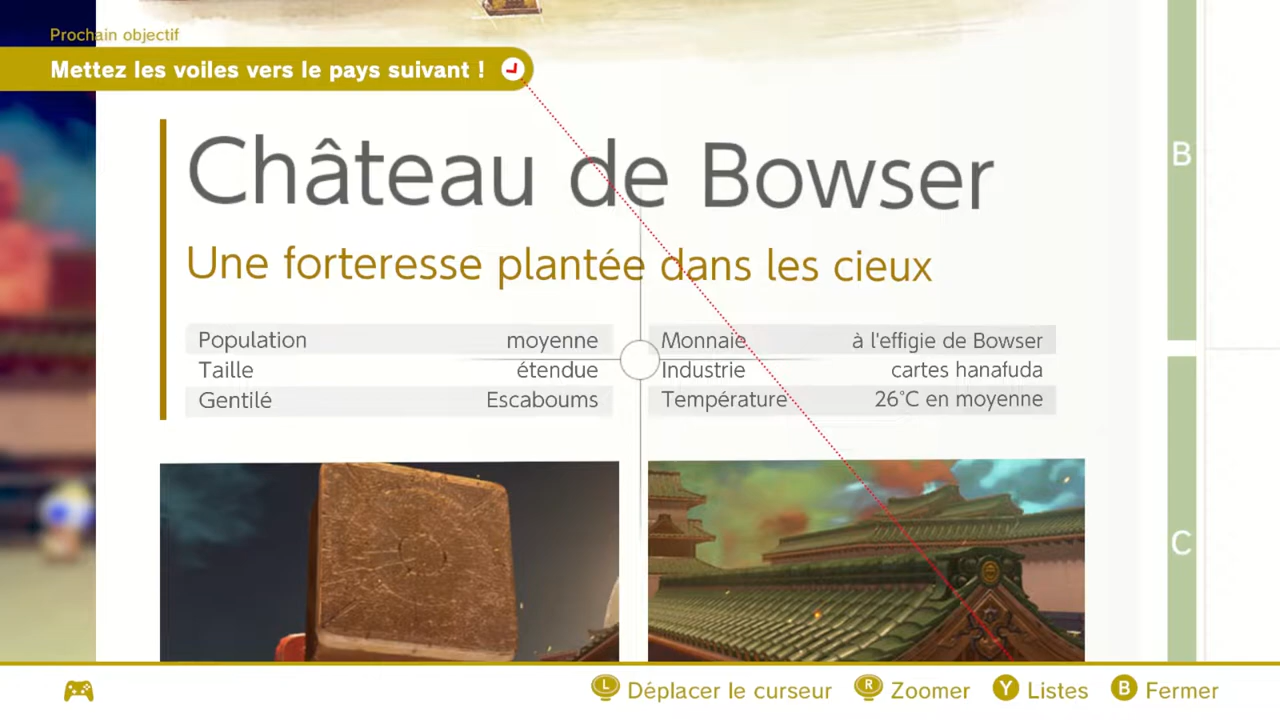 Prochain objectif
Mettez les voiles vers le pays suivant !
Château de Bowser
Une forteresse plantée dans les cieux
Population moyenne Monnaie à l'effigie de Bowser
Taille étendue Industrie cartes hanafuda
Gentilé Escaboums Température 26°C en moyenne
B
C
L Déplacer le curseur R Zoomer Y Listes B Fermer